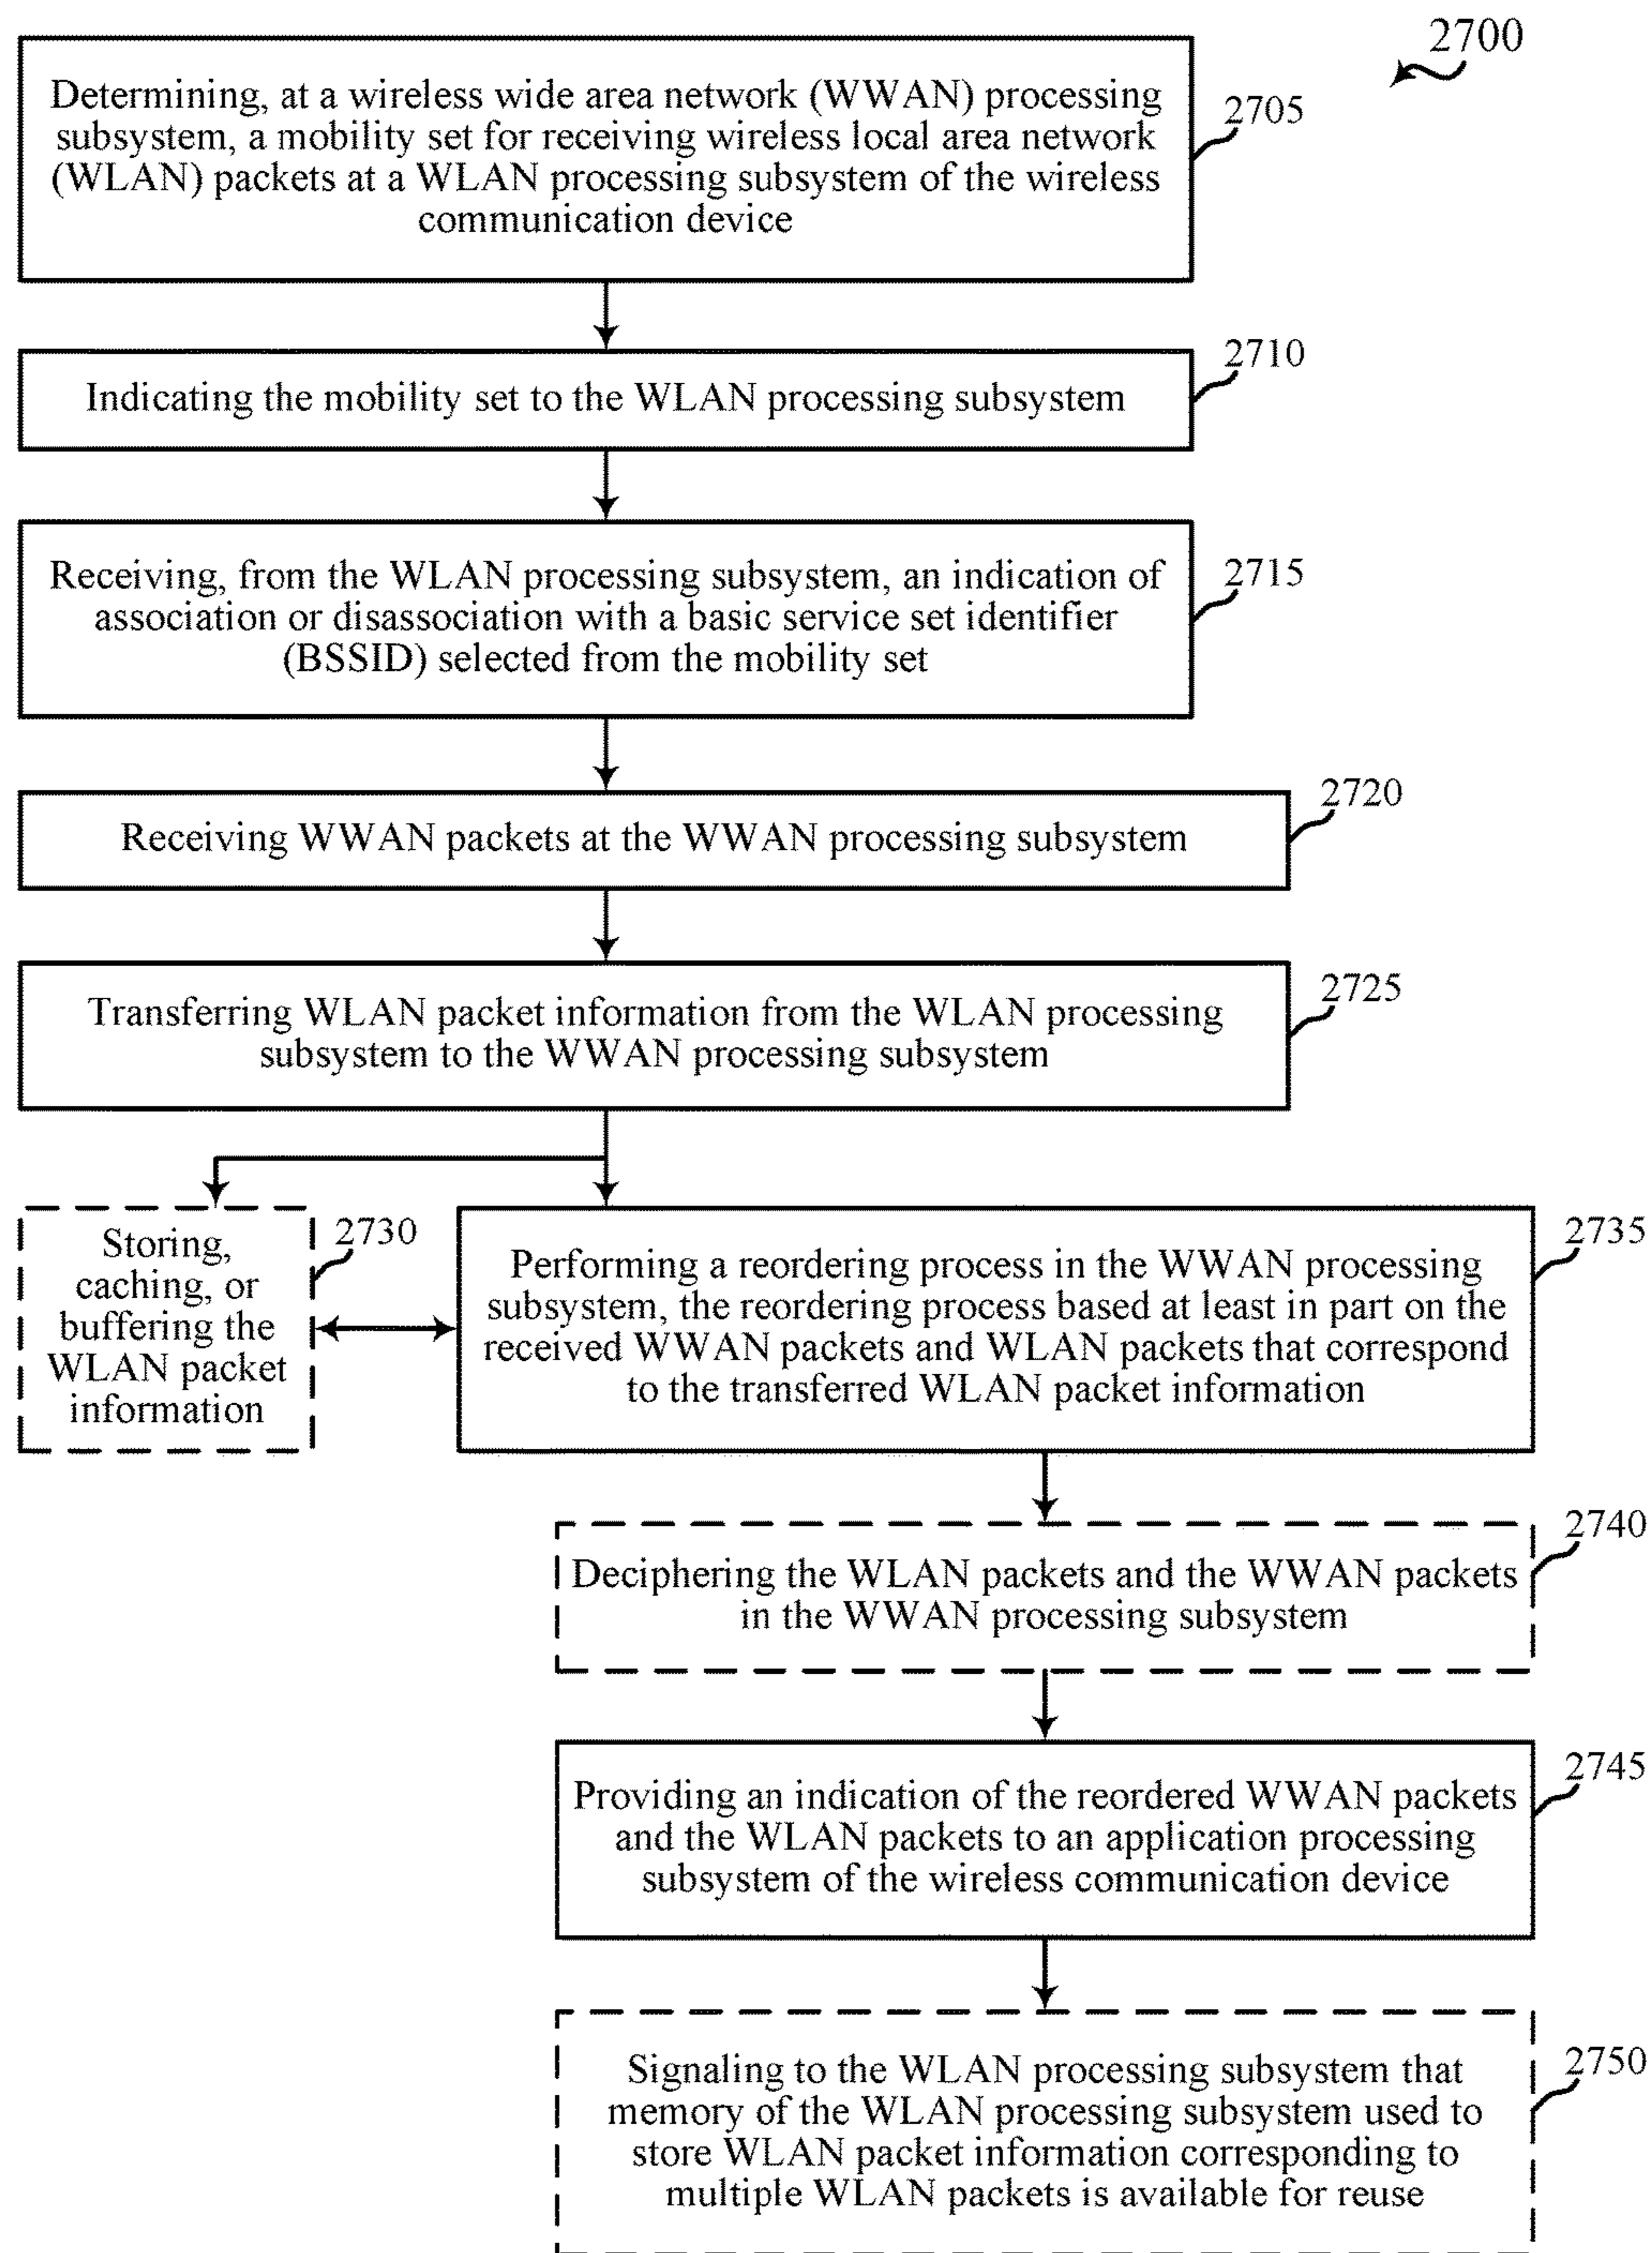 2700
Determining, at a wireless wide area network (WWAN) processing
subsystem, a mobility set for receiving wireless local area network
(WLAN) packets at a WLAN processing subsystem of the wireless
communication device
2705
Indicating the mobility set to the WLAN processing subsystem
2710
Receiving, from the WLAN processing subsystem, an indication of
association or disassociation with a basic service set identifier
(BSSID) selected from the mobility set
2715
Receiving WWAN packets at the WWAN processing subsystem
2720
Transferring WLAN packet information from the WLAN processing
subsystem to the WWAN processing subsystem
2725
Storing,
caching, or
buffering the
WLAN packet
information
2730
Performing a reordering process in the WWAN processing
subsystem, the reordering process based at least in part on the
received WWAN packets and WLAN packets that correspond
to the transferred WLAN packet information
2735
Deciphering the WLAN packets and the WWAN packets
in the WWAN processing subsystem
2740
Providing an indication of the reordered WWAN packets
and the WLAN packets to an application processing
subsystem of the wireless communication device
2745
Signaling to the WLAN processing subsystem that
memory of the WLAN processing subsystem used to
store WLAN packet information corresponding to
multiple WLAN packets is available for reuse
2750